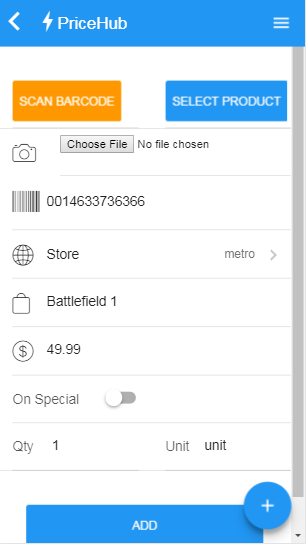 PriceHub
SCAN BARCODE SELECT PRODUCT
Choose File No file chosen
0014633736366
Store metro
Battlefield 1
49.99
On Special
Qty 1 Unit unit
ADD